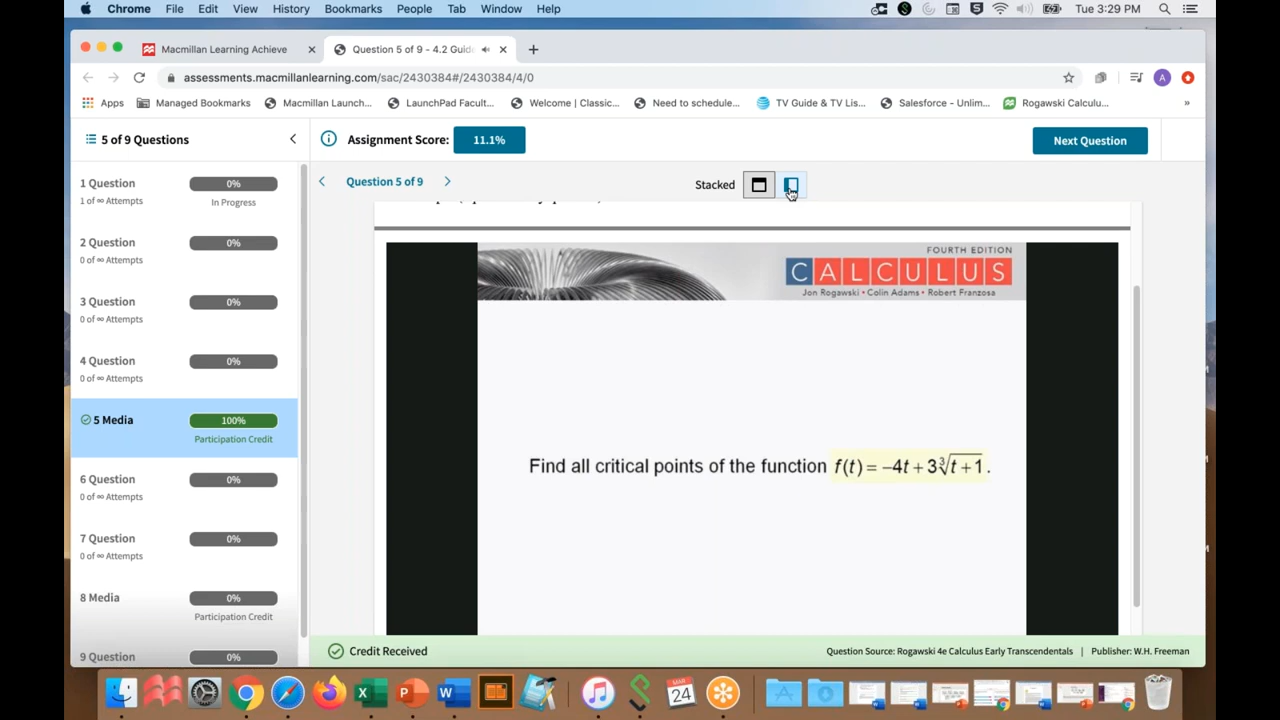 Chrome File Edit View History Bookmarks People Tab Window Help
Tue 3:29 PM
Macmillan Learning Achieve
Question 5 of 9 - 4.2 Guid
assessments.macmillanlearning.com/sac/2430384#/2430384/4/0
A
Apps Managed Bookmarks Macmillan Launch... LaunchPad Facult... Welcome | Classic... Need to schedule... TV Guide & TV Lis... Salesforce - Unlim... Rogawski Calculu... »
5 of 9 Questions
Assignment Score: 11.1%
Next Question
Question 5 of 9
Stacked
1 Question 0%
1 of ∞ Attempts In Progress
2 Question 0%
0 of ∞ Attempts
3 Question 0%
0 of ∞ Attempts
4 Question 0%
0 of ∞ Attempts
5 Media 100%
Participation Credit
6 Question 0%
0 of ∞ Attempts
7 Question 0%
0 of ∞ Attempts
8 Media 0%
Participation Credit
9 Question 0%
FOURTH EDITION
CALCULUS
Jon Rogawski • Colin Adams • Robert Franzosa
Find all critical points of the function f(t) = −4t + 3∛t+1.
Credit Received
Question Source: Rogawski 4e Calculus Early Transcendentals | Publisher: W.H. Freeman
MAR
24